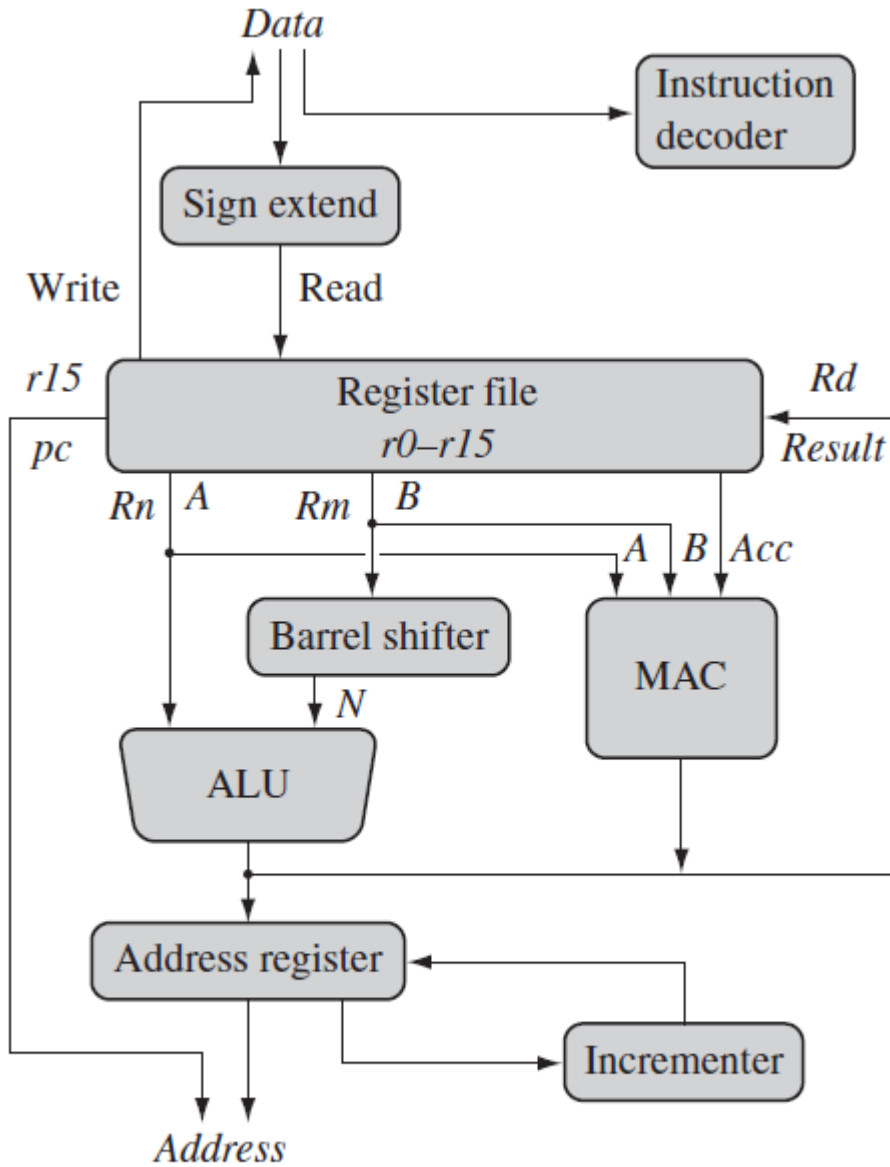 Data
Instruction
decoder
Sign extend
Write
Read
r15
Register file
Rd
pc
r0–r15
Result
Rn
A
Rm
B
A
B
Acc
Barrel shifter
MAC
N
ALU
Address register
Incrementer
Address